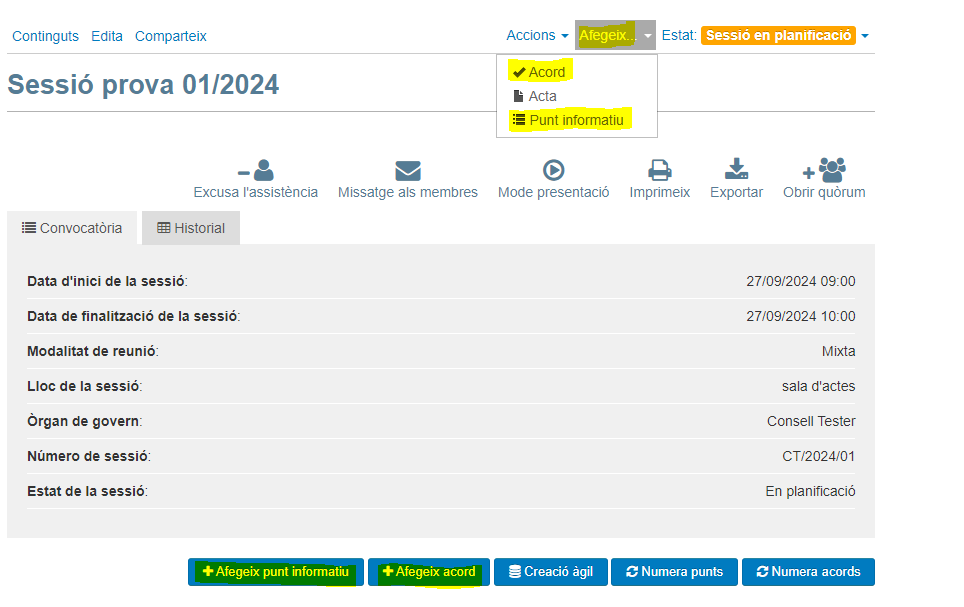 Continguts Edita Comparteix Accions Afegeix... Estat: Sessió en planificació
Acord
Acta
Punt informatiu
Sessió prova 01/2024
Excusa l'assistència Missatge als membres Mode presentació Imprimeix Exportar Obrir quòrum
Convocatòria Historial
Data d'inici de la sessió: 27/09/2024 09:00
Data de finalització de la sessió: 27/09/2024 10:00
Modalitat de reunió: Mixta
Lloc de la sessió: sala d'actes
Òrgan de govern: Consell Tester
Número de sessió: CT/2024/01
Estat de la sessió: En planificació
Afegeix punt informatiu Afegeix acord Creació àgil Numera punts Numera acords